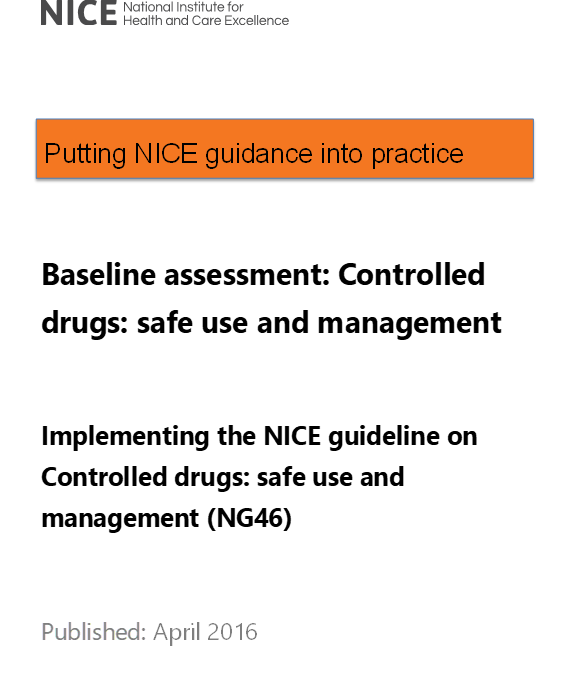 NICE National Institute for
Health and Care Excellence
Putting NICE guidance into practice
Baseline assessment: Controlled
drugs: safe use and management
Implementing the NICE guideline on
Controlled drugs: safe use and
management (NG46)
Published: April 2016